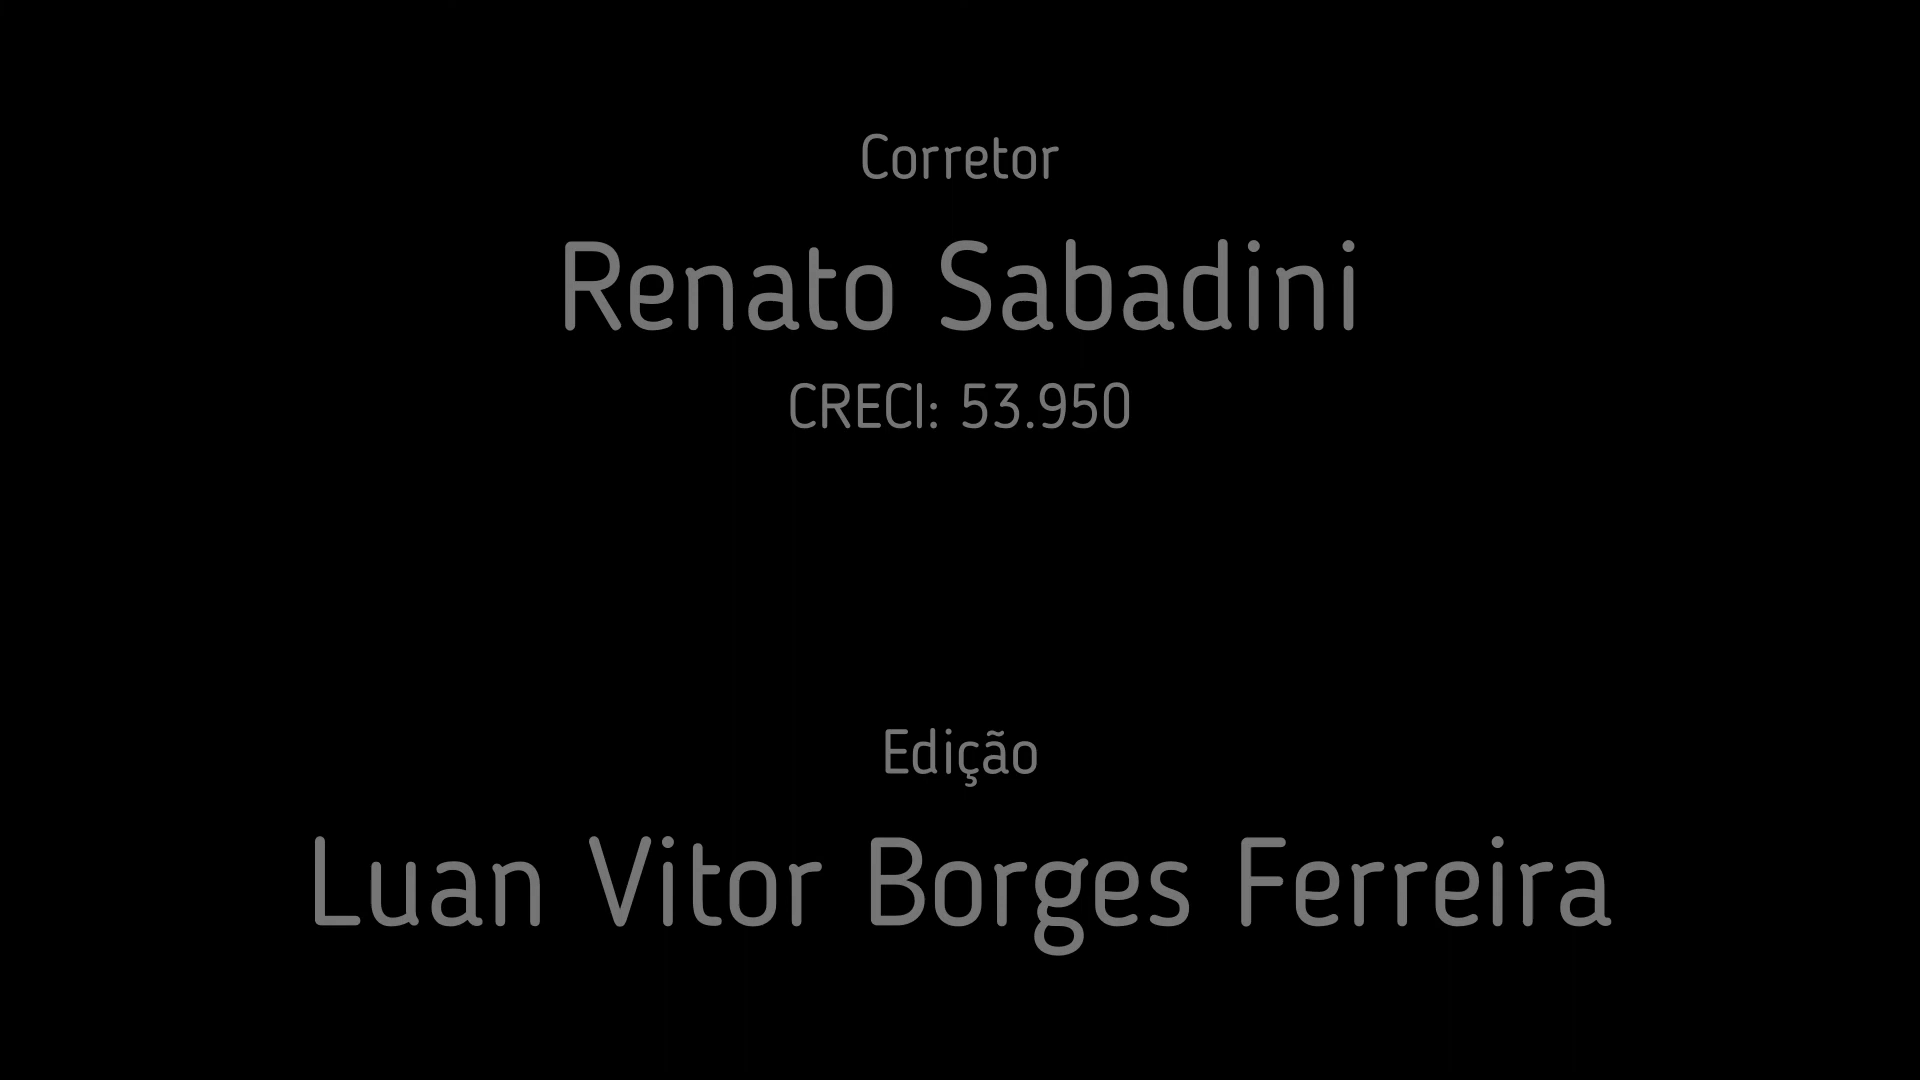 Corretor
Renato Sabadini
CRECI: 53.950
Edição
Luan Vitor Borges Ferreira